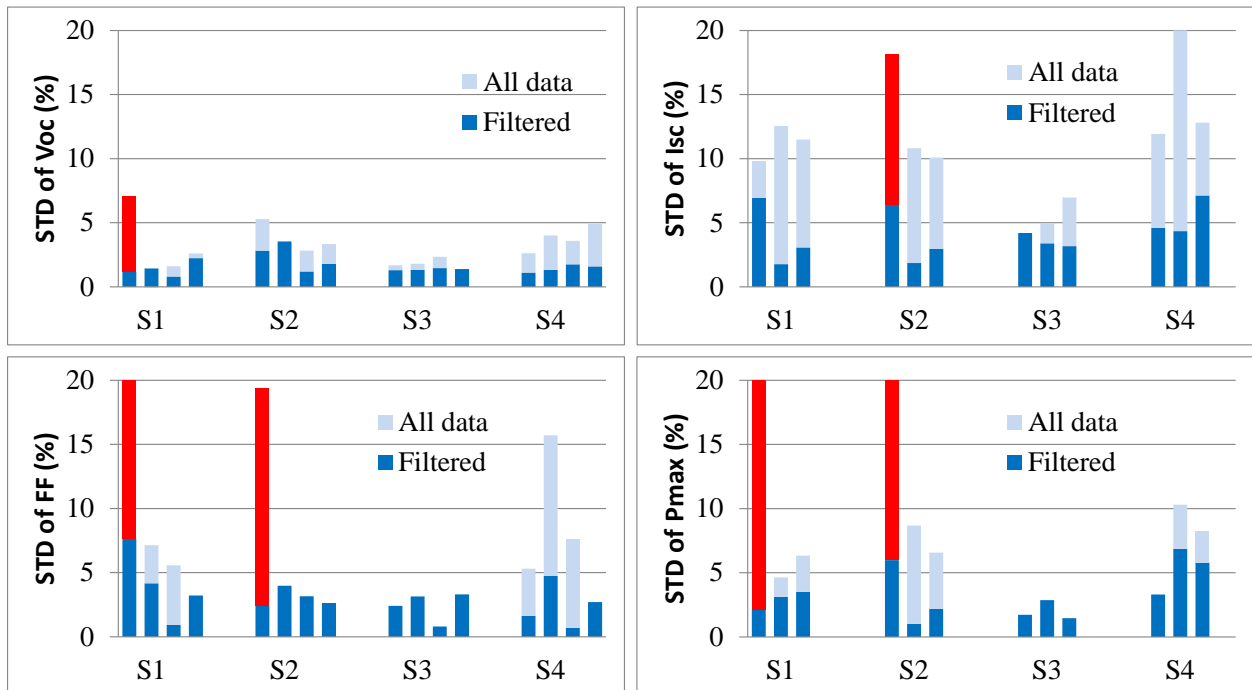 STD of Voc (%)
20
15
10
5
0
All data
Filtered
S1 S2 S3 S4
STD of Isc (%)
20
15
10
5
0
All data
Filtered
S1 S2 S3 S4
STD of FF (%)
20
15
10
5
0
All data
Filtered
S1 S2 S3 S4
STD of Pmax (%)
20
15
10
5
0
All data
Filtered
S1 S2 S3 S4